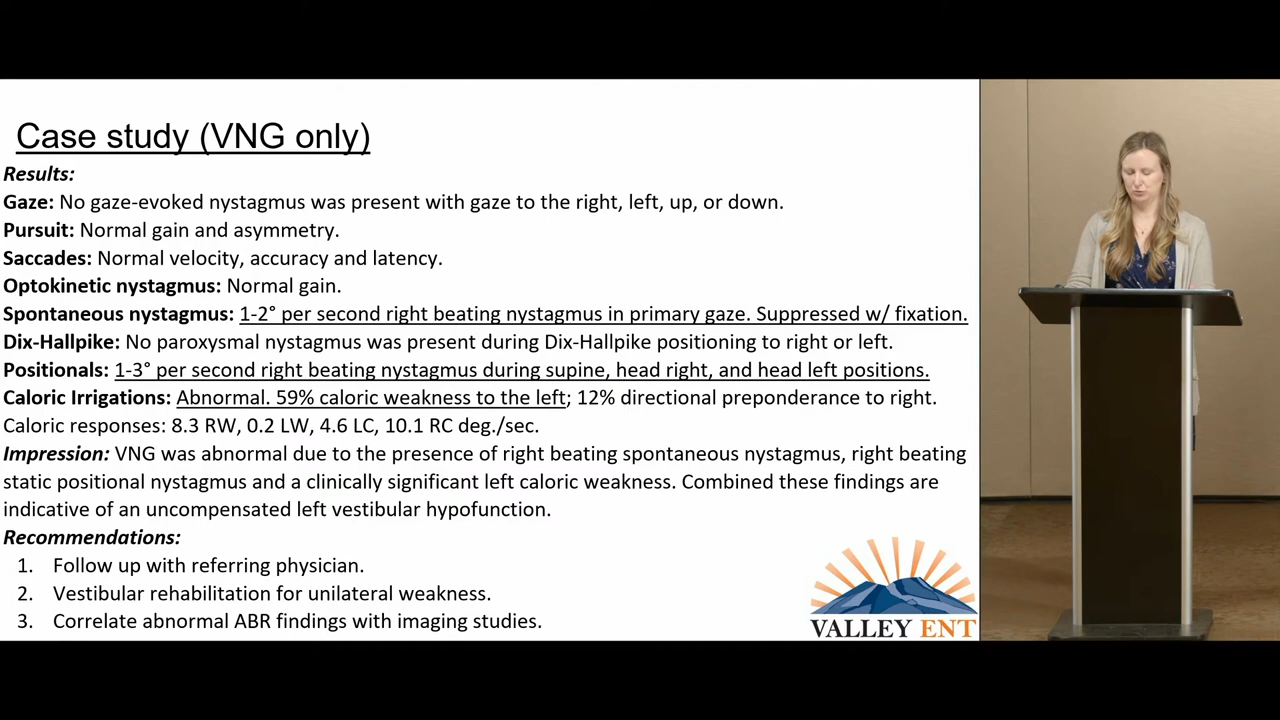 Case study (VNG only)
Results:
Gaze: No gaze-evoked nystagmus was present with gaze to the right, left, up, or down.
Pursuit: Normal gain and asymmetry.
Saccades: Normal velocity, accuracy and latency.
Optokinetic nystagmus: Normal gain.
Spontaneous nystagmus: 1-2° per second right beating nystagmus in primary gaze. Suppressed w/ fixation.
Dix-Hallpike: No paroxysmal nystagmus was present during Dix-Hallpike positioning to right or left.
Positionals: 1-3° per second right beating nystagmus during supine, head right, and head left positions.
Caloric Irrigations: Abnormal. 59% caloric weakness to the left; 12% directional preponderance to right.
Caloric responses: 8.3 RW, 0.2 LW, 4.6 LC, 10.1 RC deg./sec.
Impression: VNG was abnormal due to the presence of right beating spontaneous nystagmus, right beating
static positional nystagmus and a clinically significant left caloric weakness. Combined these findings are
indicative of an uncompensated left vestibular hypofunction.
Recommendations:
1. Follow up with referring physician.
2. Vestibular rehabilitation for unilateral weakness.
3. Correlate abnormal ABR findings with imaging studies.
VALLEY ENT